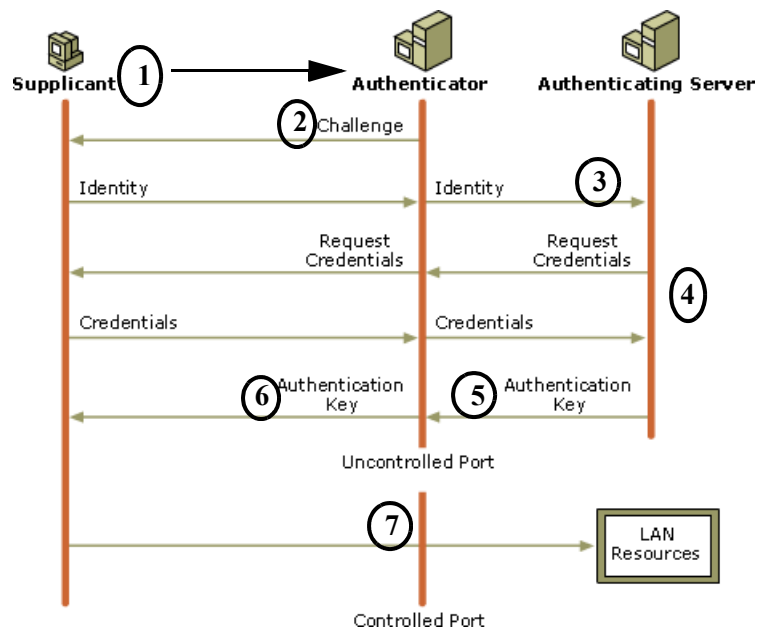 Supplicant
1
Authenticator
Authenticating Server
2
Challenge
Identity
Identity
3
Request
Credentials
Request
Credentials
4
Credentials
Credentials
6
Authentication
Key
5
Authentication
Key
Uncontrolled Port
7
LAN
Resources
Controlled Port